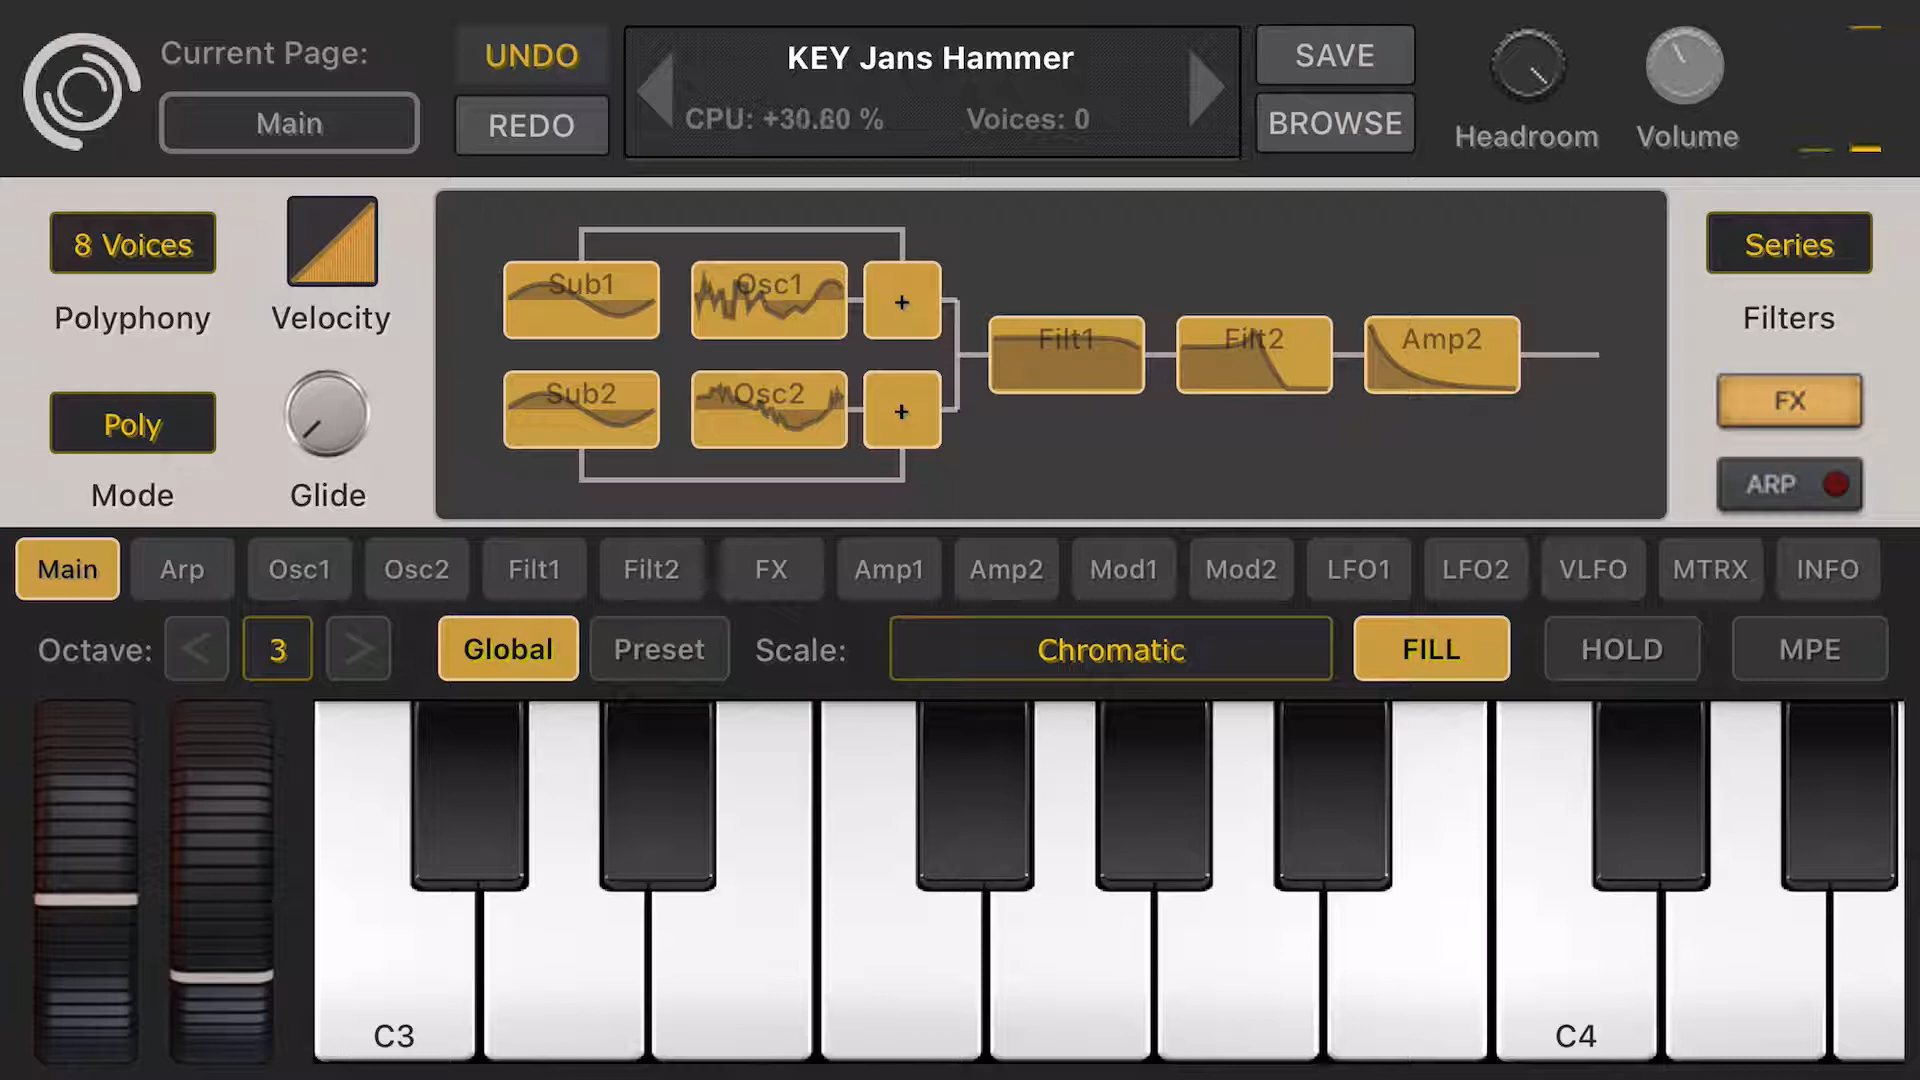 Current Page:
Main
UNDO
REDO
KEY Jans Hammer
CPU: +30.80 %
Voices: 0
SAVE
BROWSE
Headroom
Volume
8 Voices
Polyphony
Velocity
Poly
Mode
Glide
Sub1
Osc1
+
Sub2
Osc2
+
Filt1
Filt2
Amp2
Series
Filters
FX
ARP
Main
Arp
Osc1
Osc2
Filt1
Filt2
FX
Amp1
Amp2
Mod1
Mod2
LFO1
LFO2
VLFO
MTRX
INFO
Octave:
<
3
>
Global
Preset
Scale:
Chromatic
FILL
HOLD
MPE
C3
C4